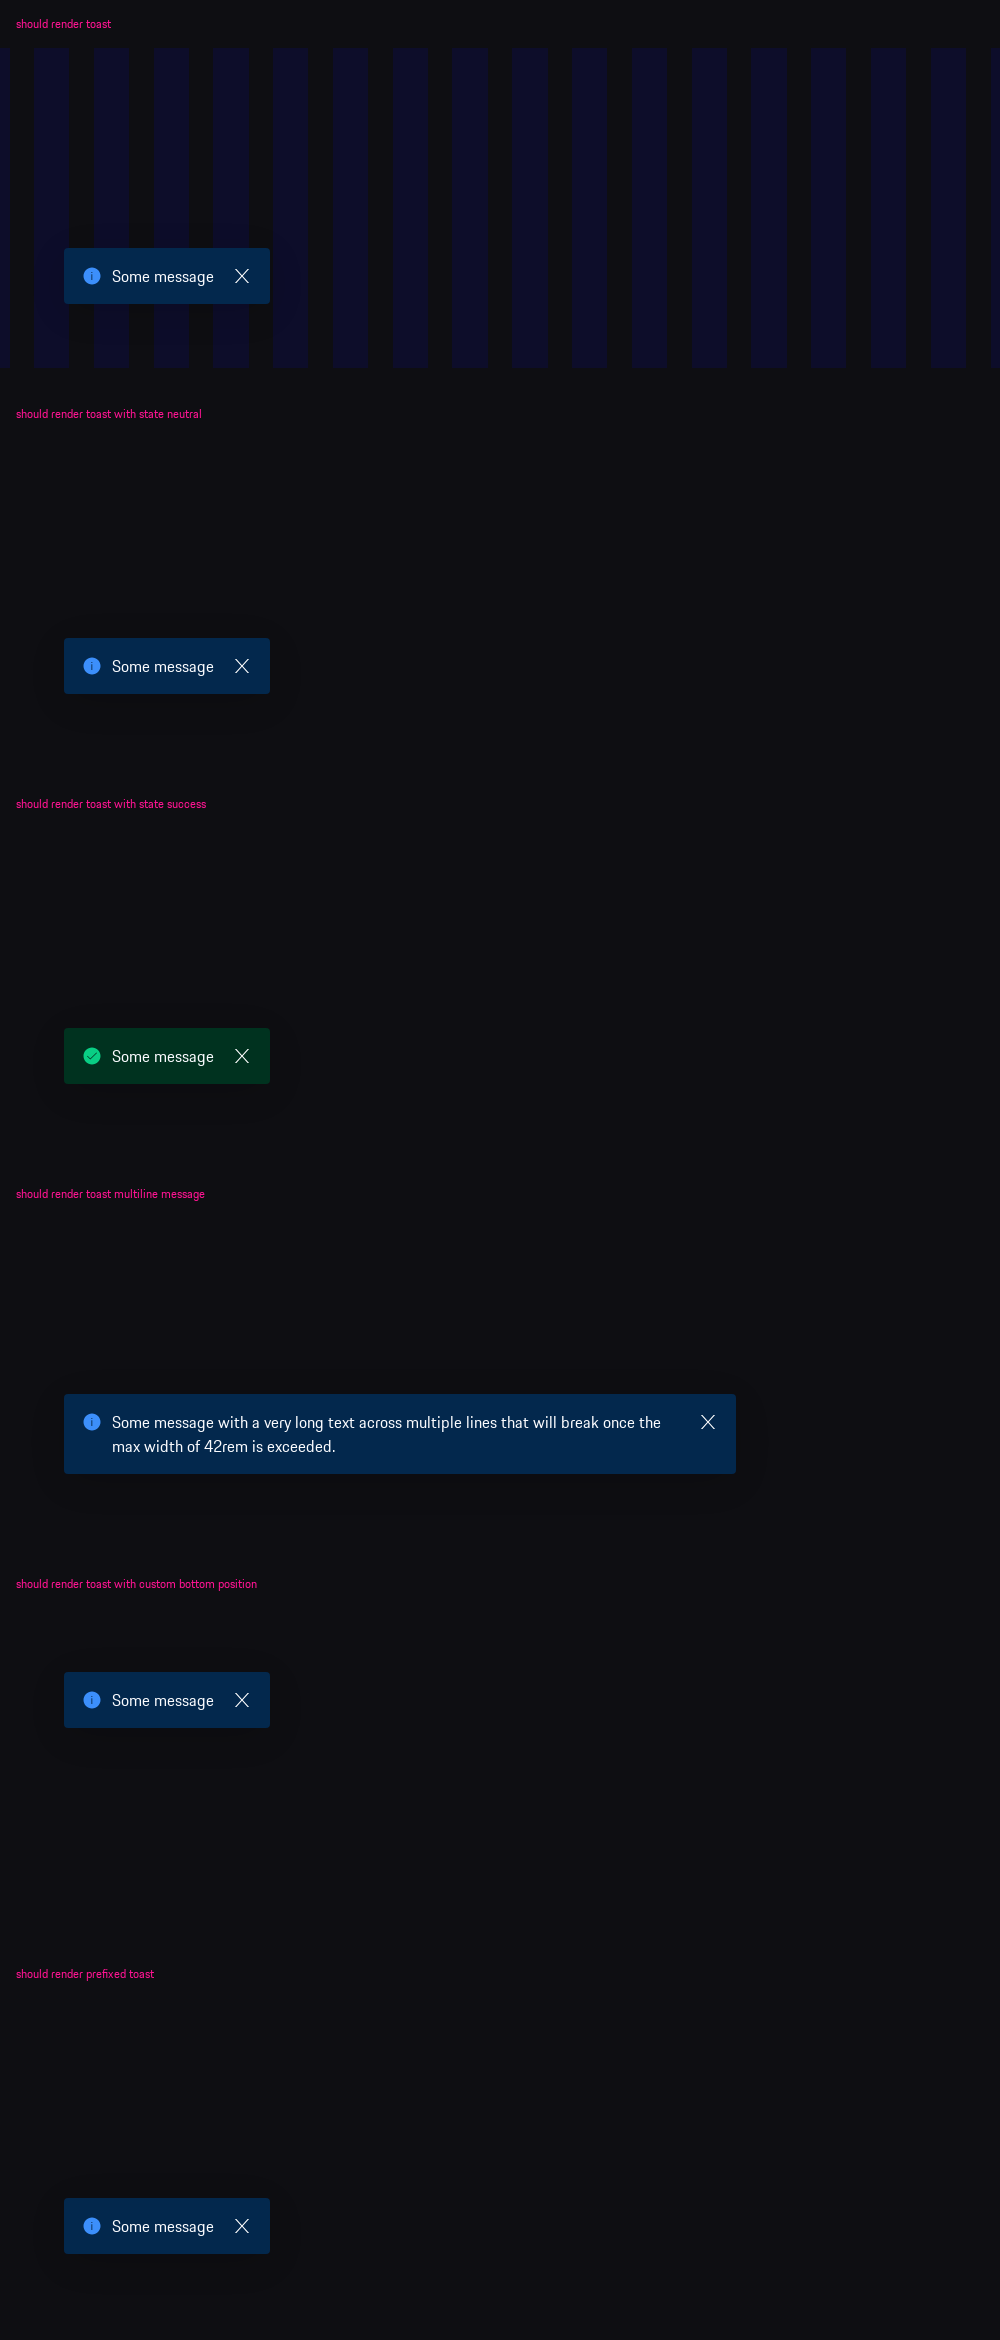 should render toast
Some message
should render toast with state neutral
Some message
should render toast with state success
Some message
should render toast multiline message
Some message with a very long text across multiple lines that will break once the
max width of 42rem is exceeded.
should render toast with custom bottom position
Some message
should render prefixed toast
Some message